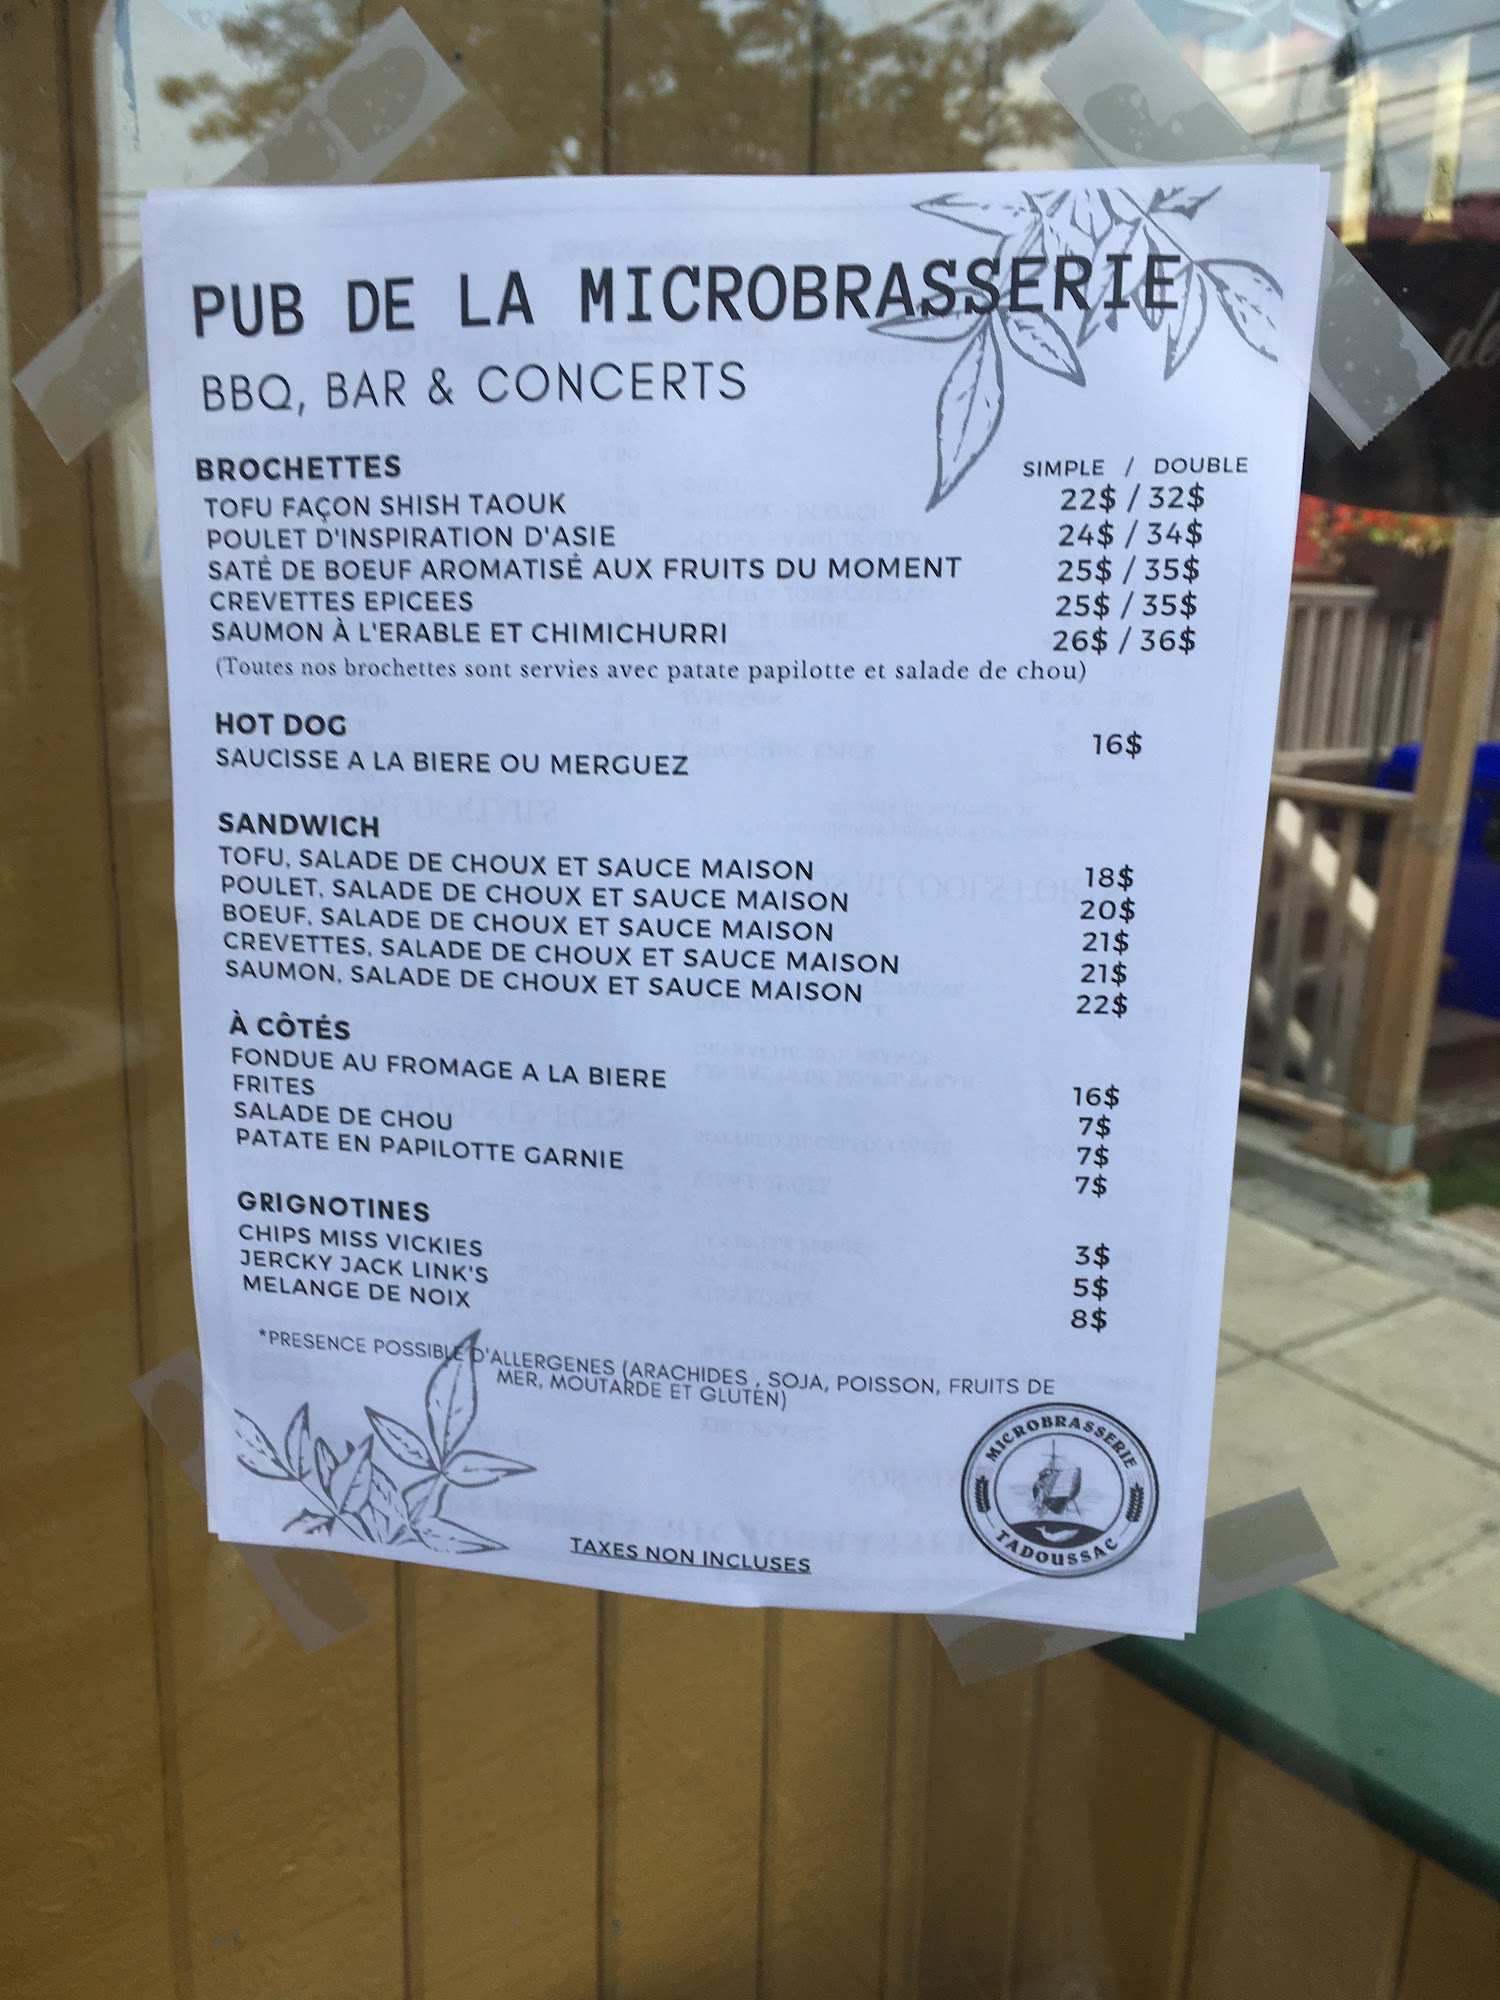 PUB DE LA MICROBRASSERIE
BBQ, BAR & CONCERTS
BROCHETTES SIMPLE / DOUBLE
TOFU FAÇON SHISH TAOUK 22$ / 32$
POULET D'INSPIRATION D'ASIE 24$ / 34$
SATÉ DE BOEUF AROMATISÉ AUX FRUITS DU MOMENT 25$ / 35$
CREVETTES EPICEES 25$ / 35$
SAUMON À L'ERABLE ET CHIMICHURRI 26$ / 36$
(Toutes nos brochettes sont servies avec patate papilotte et salade de chou)
HOT DOG
SAUCISSE A LA BIERE OU MERGUEZ 16$
SANDWICH
TOFU, SALADE DE CHOUX ET SAUCE MAISON 18$
POULET, SALADE DE CHOUX ET SAUCE MAISON 20$
BOEUF, SALADE DE CHOUX ET SAUCE MAISON 21$
CREVETTES, SALADE DE CHOUX ET SAUCE MAISON 21$
SAUMON, SALADE DE CHOUX ET SAUCE MAISON 22$
À CÔTÉS
FONDUE AU FROMAGE A LA BIERE 16$
FRITES 7$
SALADE DE CHOU 7$
PATATE EN PAPILOTTE GARNIE 7$
GRIGNOTINES
CHIPS MISS VICKIES 3$
JERCKY JACK LINK'S 5$
MELANGE DE NOIX 8$
*PRESENCE POSSIBLE D'ALLERGENES (ARACHIDES , SOJA, POISSON, FRUITS DE
MER, MOUTARDE ET GLUTEN)
MICROBRASSERIE
TADOUSSAC
TAXES NON INCLUSES